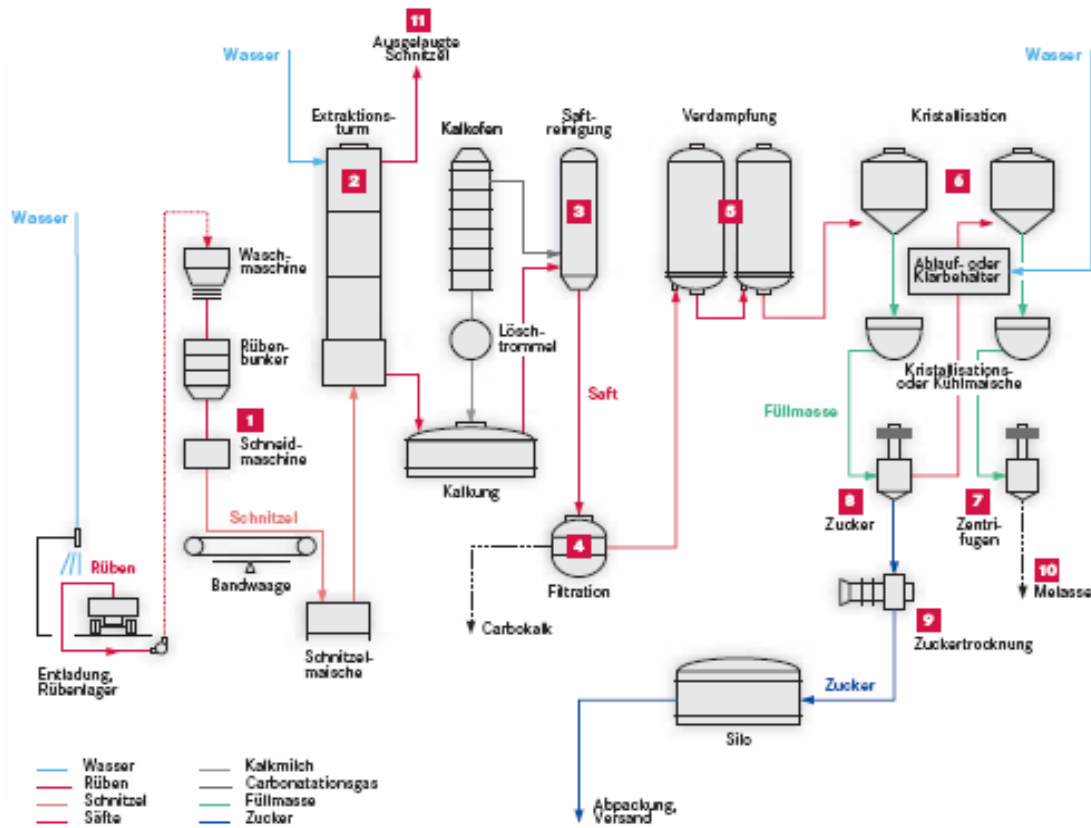 11
Ausgelaugte
Schnitzel
Wasser
Wasser
Extraktions-
turm
Kalkofen
Saft-
reinigung
Verdampfung
Kristallisation
2
3
5
6
Wasser
Wasch-
maschine
Ablauf- oder
Klärbehälter
Rüben-
bunker
Lösch-
trommel
Kristallisations-
oder Kühlmaische
Saft
Füllmasse
1
Schneid-
maschine
Kalkung
8
Zucker
7
Zentri-
fugen
Schnitzel
4
Filtration
Rüben
Bandwaage
10
Melasse
Carbokalk
9
Zuckertrocknung
Entladung,
Rübenlager
Schnitzel-
maische
Zucker
Silo
Wasser
Rüben
Schnitzel
Säfte
Kalkmilch
Carbonatationsgas
Füllmasse
Zucker
Abpackung,
Versand